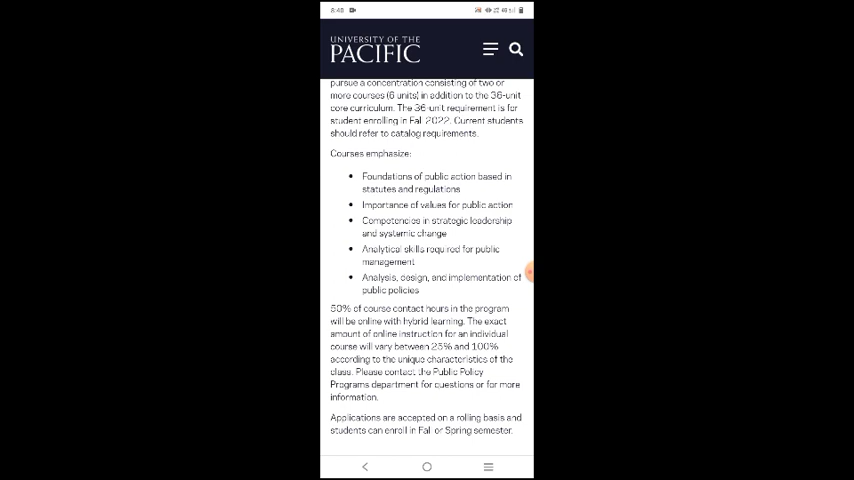 8:48
UNIVERSITY OF THE
PACIFIC
pursue a concentration consisting of two or
more courses (6 units) in addition to the 36-unit
core curriculum. The 36-unit requirement is for
student enrolling in Fall 2022. Current students
should refer to catalog requirements.
Courses emphasize:
• Foundations of public action based in
statutes and regulations
• Importance of values for public action
• Competencies in strategic leadership
and systemic change
• Analytical skills required for public
management
• Analysis, design, and implementation of
public policies
50% of course contact hours in the program
will be online with hybrid learning. The exact
amount of online instruction for an individual
course will vary between 25% and 100%
according to the unique characteristics of the
class. Please contact the Public Policy
Programs department for questions or for more
information.
Applications are accepted on a rolling basis and
students can enroll in Fall or Spring semester.